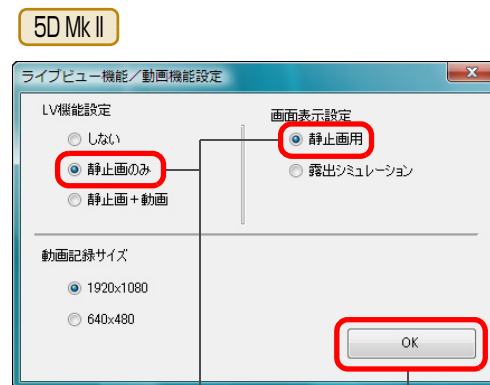 5D Mk II
ライブビュー機能／動画機能設定
LV機能設定
しない
静止画のみ
静止画+動画
画面表示設定
静止画用
露出シミュレーション
動画記録サイズ
1920x1080
640x480
OK